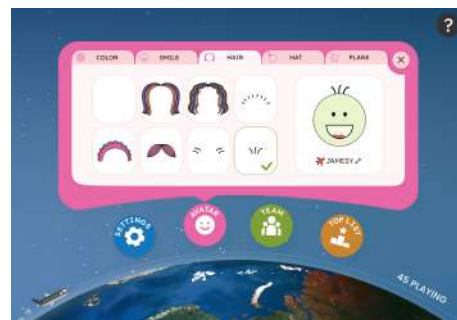 ?
COLOR SMILE HAIR HAT PLANE
JAMESY
SETTINGS AVATAR TEAM TOP LIST
45 PLAYING